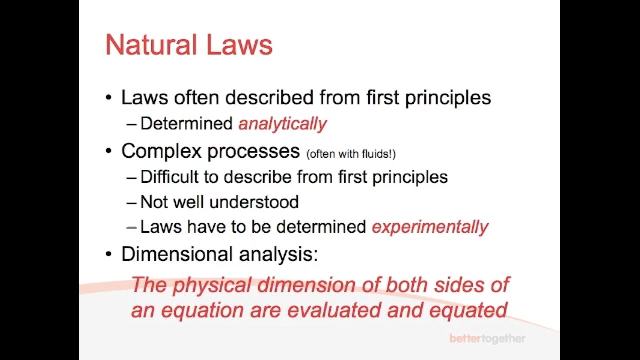 Natural Laws
• Laws often described from first principles
– Determined analytically
• Complex processes (often with fluids!)
– Difficult to describe from first principles
– Not well understood
– Laws have to be determined experimentally
• Dimensional analysis:
The physical dimension of both sides of
an equation are evaluated and equated
bettertogether